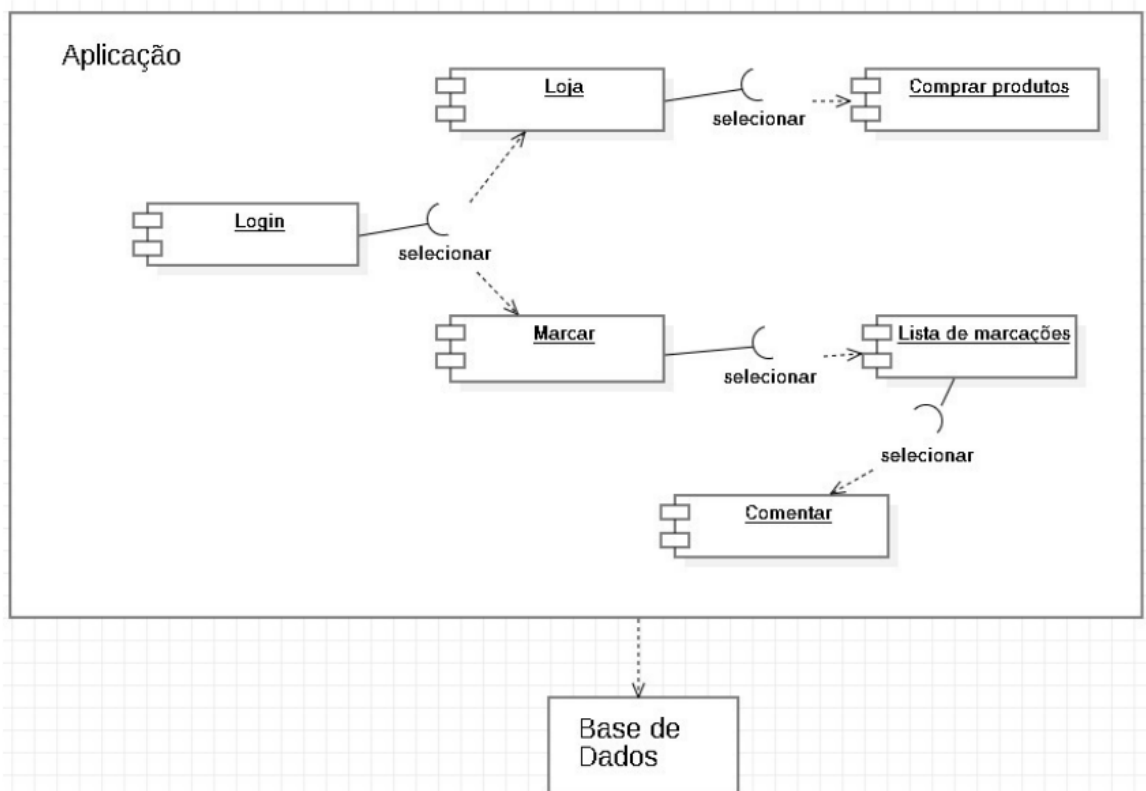 Aplicação
Loja
Comprar produtos
selecionar
Login
selecionar
Marcar
Lista de marcações
selecionar
selecionar
Comentar
Base de
Dados